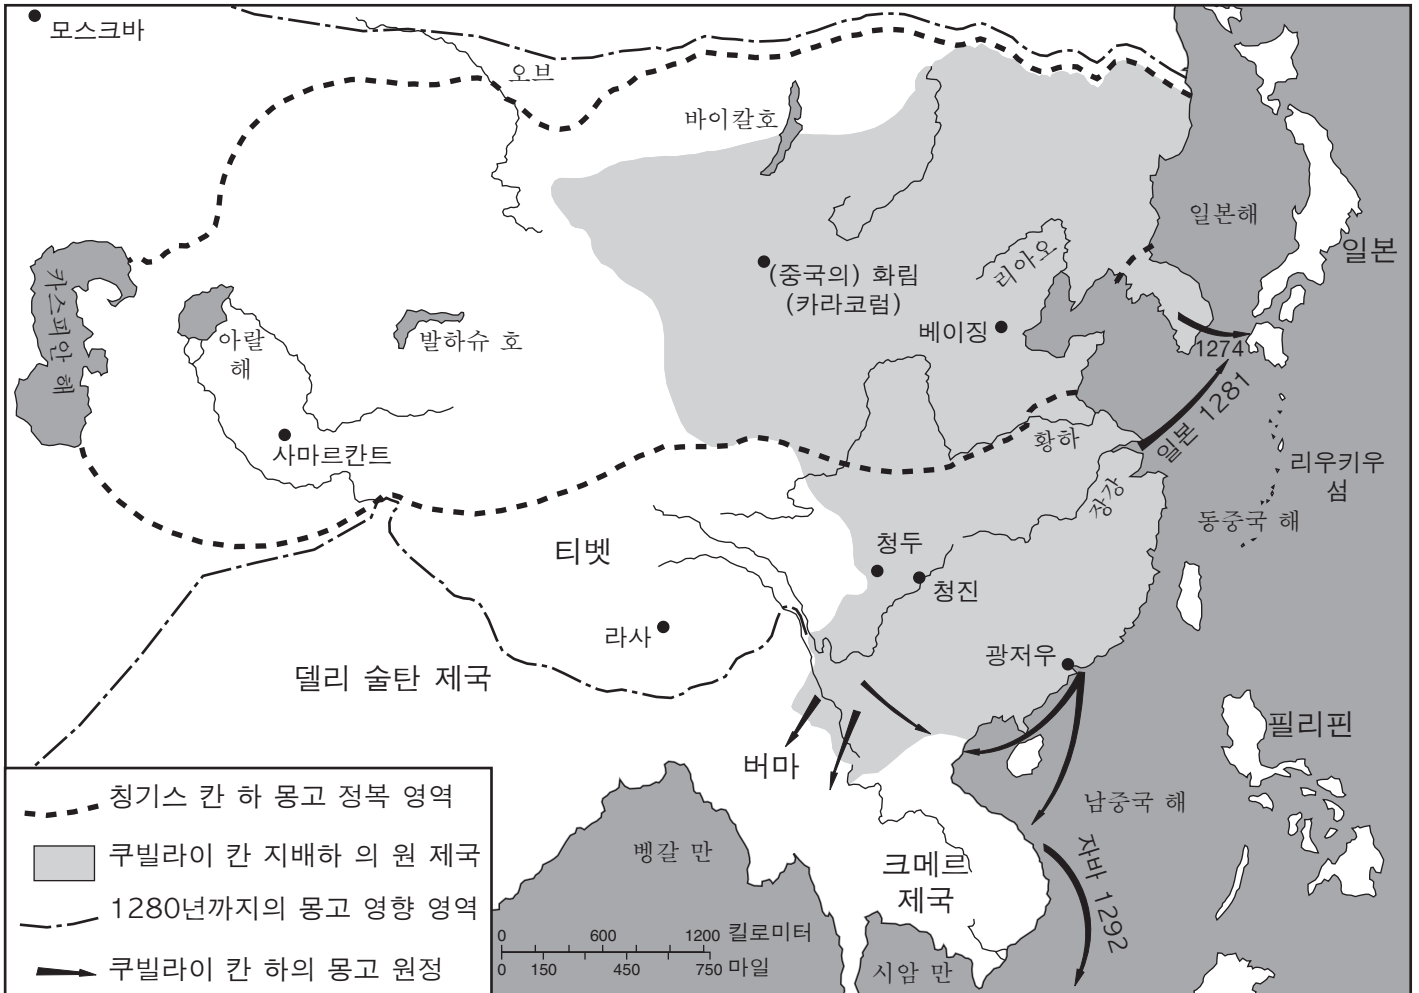 모스크바
오브
바이칼호
일본해
일본
카스피안 해
(중국의) 화림
(카라코럼)
리아오
베이징
아랄
해
발하슈 호
1274
일본 1281
사마르칸트
황하
리우키우
섬
창강
동중국 해
티벳
청두
청진
라사
광저우
델리 술탄 제국
필리핀
버마
남중국 해
벵갈 만
크메르
제국
자바 1292
시암 만
칭기스 칸 하 몽고 정복 영역
쿠빌라이 칸 지배하 의 원 제국
1280년까지의 몽고 영향 영역
쿠빌라이 칸 하의 몽고 원정
0 600 1200 킬로미터
0 150 450 750 마일